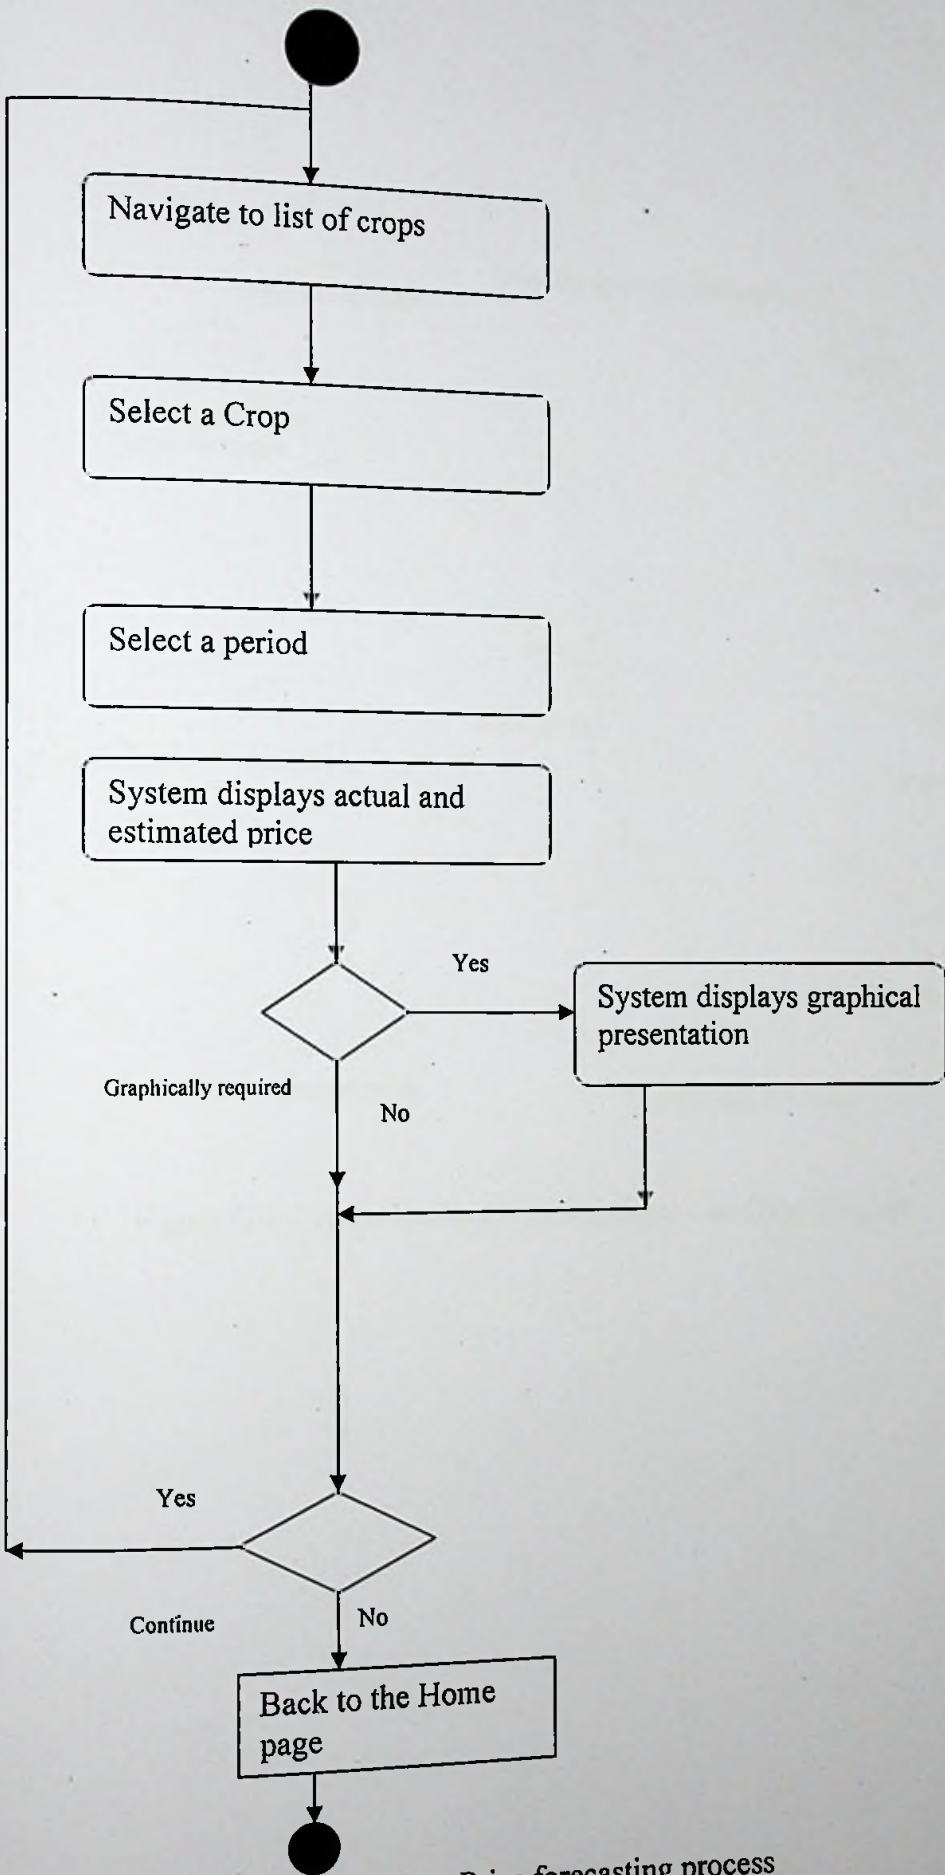 Navigate to list of crops
Select a Crop
Select a period
System displays actual and
estimated price
Yes
System displays graphical
presentation
Graphically required
No
Yes
Continue
No
Back to the Home
page
Price forecasting process